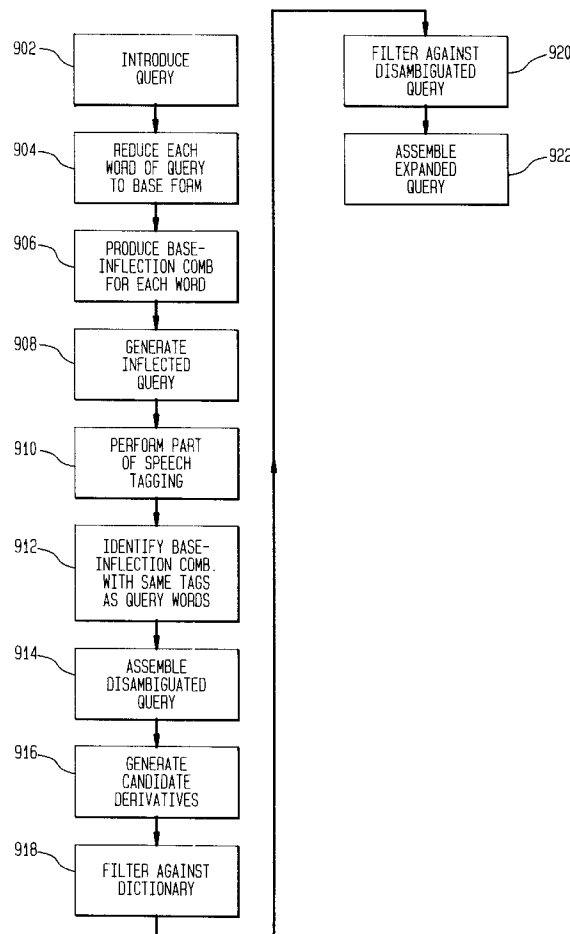 902
INTRODUCE
QUERY
904
REDUCE EACH
WORD OF QUERY
TO BASE FORM
906
PRODUCE BASE-
INFLECTION COMB
FOR EACH WORD
908
GENERATE
INFLECTED
QUERY
910
PERFORM PART
OF SPEECH
TAGGING
912
IDENTIFY BASE-
INFLECTION COMB.
WITH SAME TAGS
AS QUERY WORDS
914
ASSEMBLE
DISAMBIGUATED
QUERY
916
GENERATE
CANDIDATE
DERIVATIVES
918
FILTER AGAINST
DICTIONARY
920
FILTER AGAINST
DISAMBIGUATED
QUERY
922
ASSEMBLE
EXPANDED
QUERY